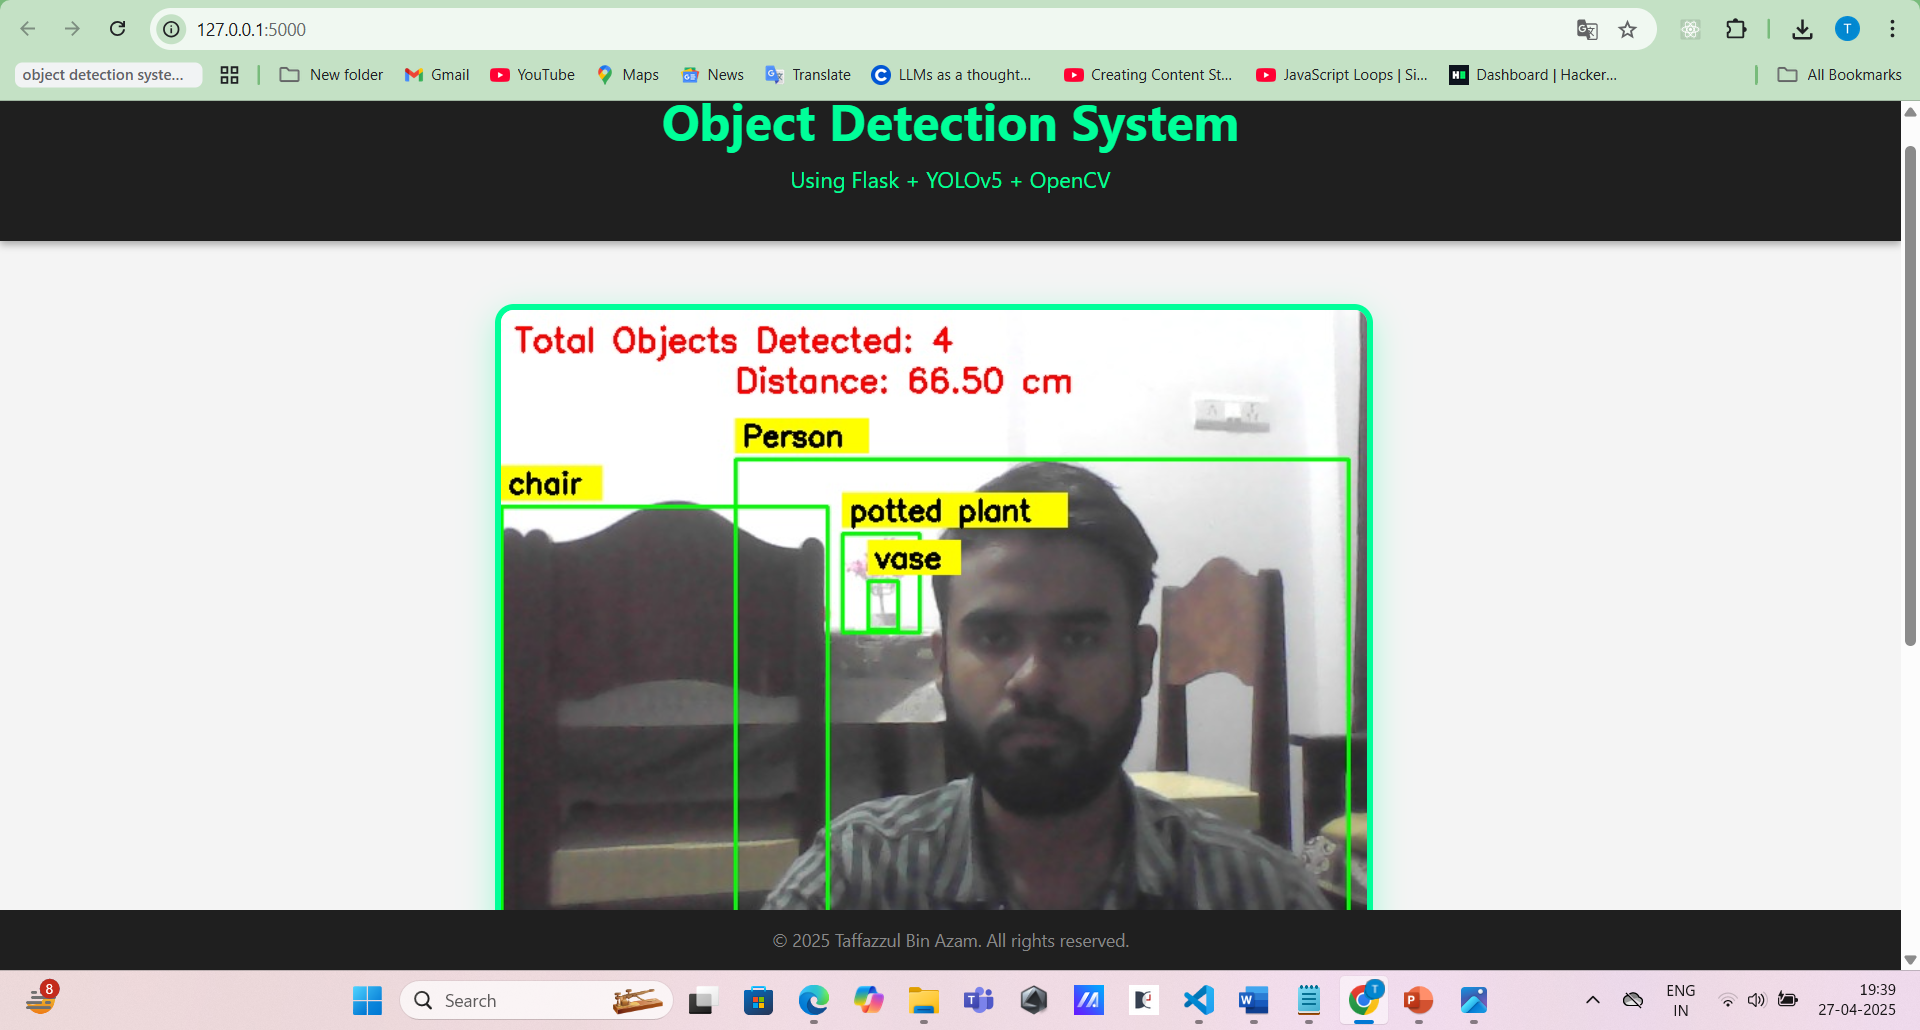 127.0.0.1:5000
T
object detection syste...
New folder
Gmail
YouTube
Maps
News
Translate
LLMs as a thought...
Creating Content St...
JavaScript Loops | Si...
Dashboard | Hacker...
All Bookmarks
Object Detection System
Using Flask + YOLOv5 + OpenCV
Total Objects Detected: 4
Distance: 66.50 cm
Person
chair
potted plant
vase
© 2025 Taffazzul Bin Azam. All rights reserved.
8
Search
T
ENG
IN
19:39
27-04-2025